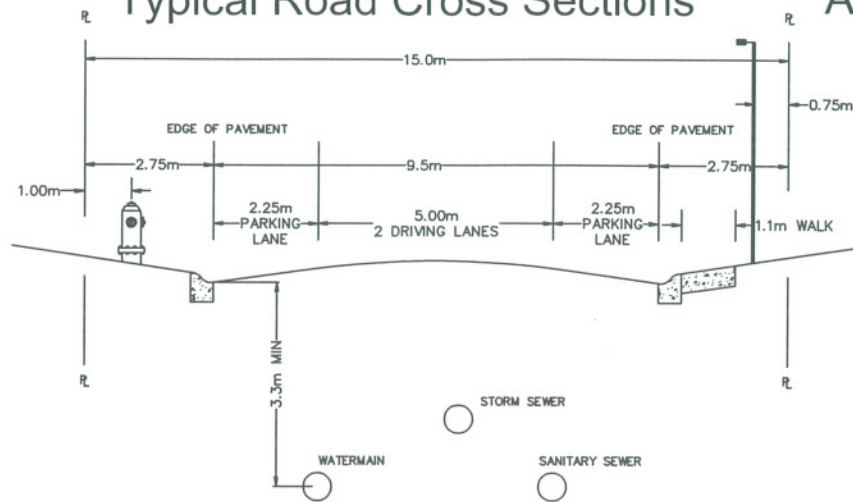 Typical Road Cross Sections
A
PL
PL
15.0m
0.75m
EDGE OF PAVEMENT
EDGE OF PAVEMENT
2.75m
9.5m
2.75m
1.00m
2.25m
PARKING
LANE
5.00m
2 DRIVING LANES
2.25m
PARKING
LANE
1.1m WALK
3.3m MIN
PL
PL
STORM SEWER
WATERMAIN
SANITARY SEWER